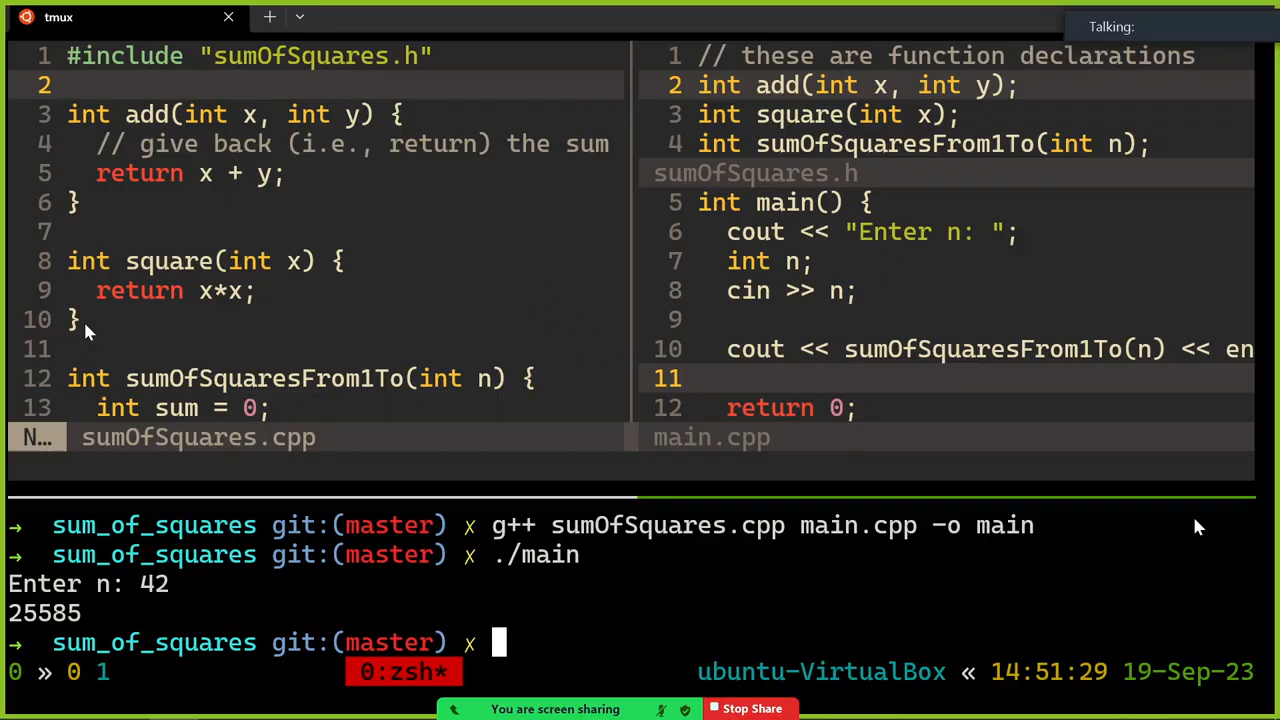 tmux
Talking:
1 #include "sumOfSquares.h"
2
3 int add(int x, int y) {
4 // give back (i.e., return) the sum
5 return x + y;
6 }
7
8 int square(int x) {
9 return x*x;
10 }
11
12 int sumOfSquaresFrom1To(int n) {
13 int sum = 0;
N... sumOfSquares.cpp
1 // these are function declarations
2 int add(int x, int y);
3 int square(int x);
4 int sumOfSquaresFrom1To(int n);
sumOfSquares.h
5 int main() {
6 cout << "Enter n: ";
7 int n;
8 cin >> n;
9
10 cout << sumOfSquaresFrom1To(n) << en
11
12 return 0;
main.cpp
→ sum_of_squares git:(master) x g++ sumOfSquares.cpp main.cpp -o main
→ sum_of_squares git:(master) x ./main
Enter n: 42
25585
→ sum_of_squares git:(master) x
0 » 0 1 0:zsh* ubuntu-VirtualBox « 14:51:29 19-Sep-23
You are screen sharing Stop Share